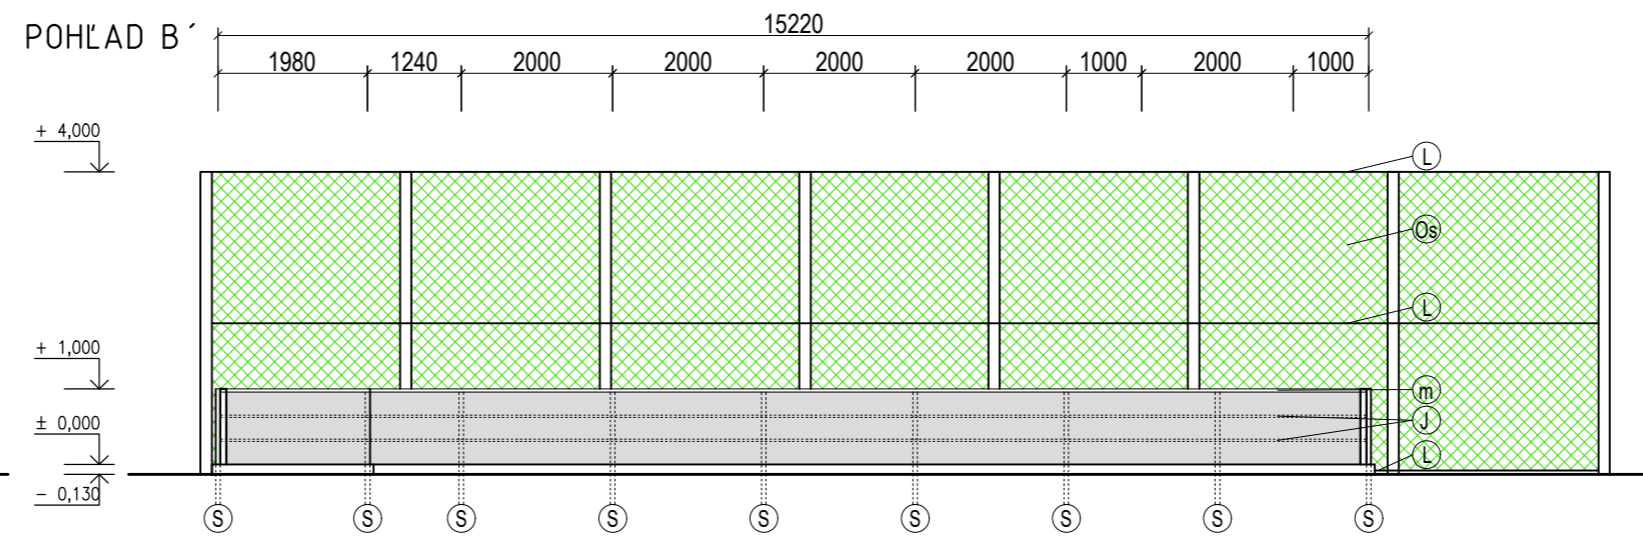 POHĽAD B´
15220
1980 1240 2000 2000 2000 2000 1000 2000 1000
+ 4,000
L
Os
L
+ 1,000
m
J
± 0,000
L
- 0,130
S S S S S S S S S